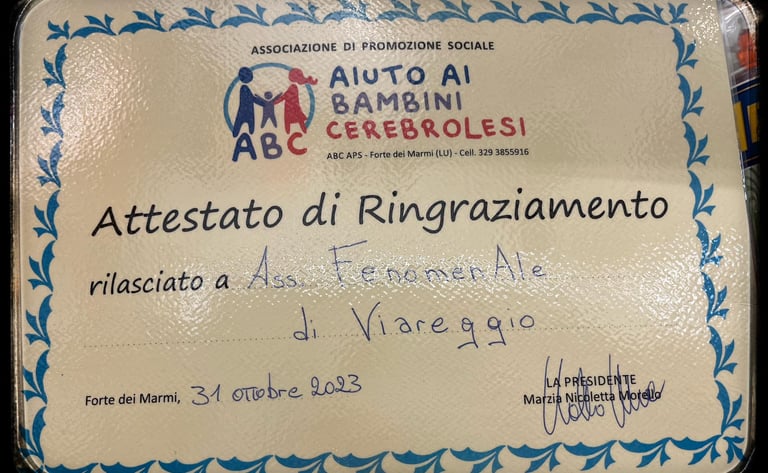 ASSOCIAZIONE DI PROMOZIONE SOCIALE
AIUTO AI
BAMBINI
CEREBROLESI
ABC
ABC APS - Forte dei Marmi (LU) - Cell. 329 3855916
Attestato di Ringraziamento
rilasciato a Ass. FenomenAle
di Viareggio
Forte dei Marmi, 31 ottobre 2023
LA PRESIDENTE
Marzia Nicoletta Morello